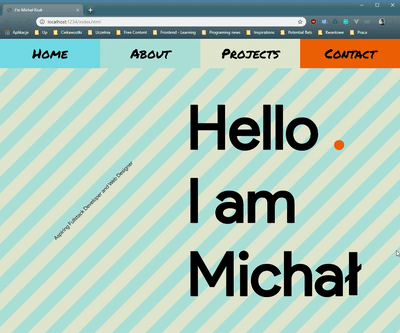 I'm Michał Kruk
localhost:1234/index.html
Aplikacje Up Ciekawostki Uczelnia Free Content Frontend - Learning Programing news Inspirations Potential Bets Kwantowe Praca
Home About Projects Contact
Hello .
I am
Michał
Aspiring Fullstack Developer and Web Designer